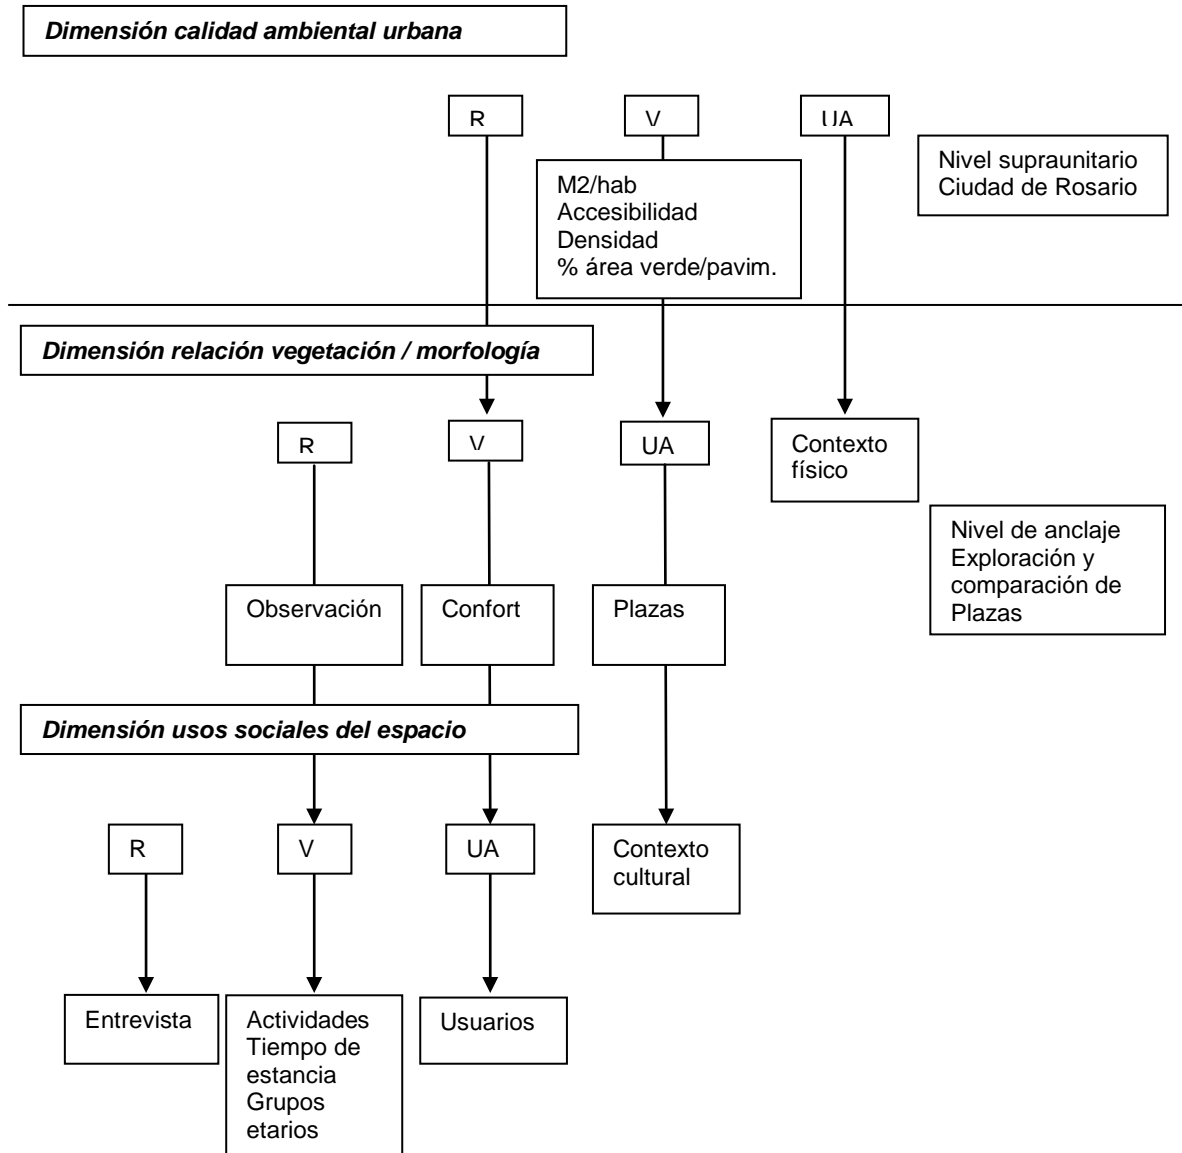 Dimensión calidad ambiental urbana
R
V
UA
Nivel supraunitario
Ciudad de Rosario
M2/hab
Accesibilidad
Densidad
% área verde/pavim.
Dimensión relación vegetación / morfología
R
V
UA
Contexto
físico
Nivel de anclaje
Exploración y
comparación de
Plazas
Observación
Confort
Plazas
Dimensión usos sociales del espacio
R
V
UA
Contexto
cultural
Entrevista
Actividades
Tiempo de
estancia
Grupos
etarios
Usuarios